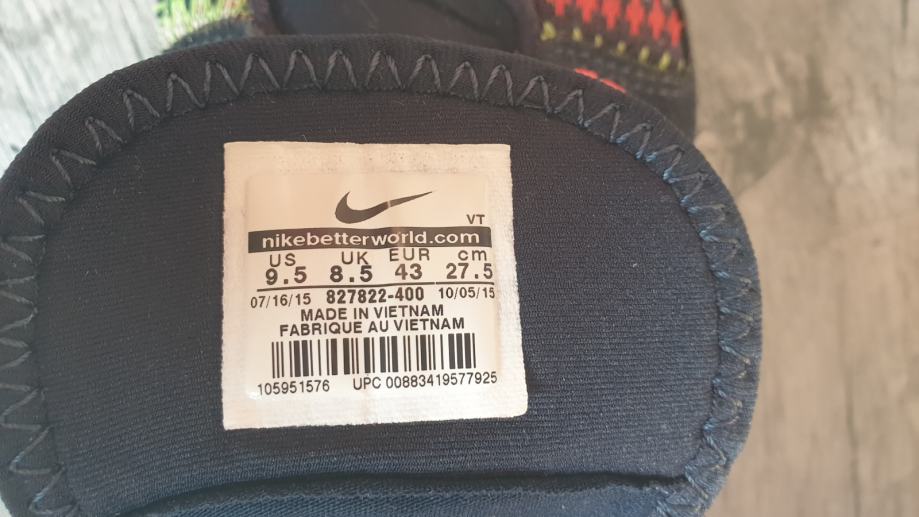 VT
nikebetterworld.com
US UK EUR cm
9.5 8.5 43 27.5
07/16/15 827822-400 10/05/15
MADE IN VIETNAM
FABRIQUE AU VIETNAM
105951576 UPC 00883419577925